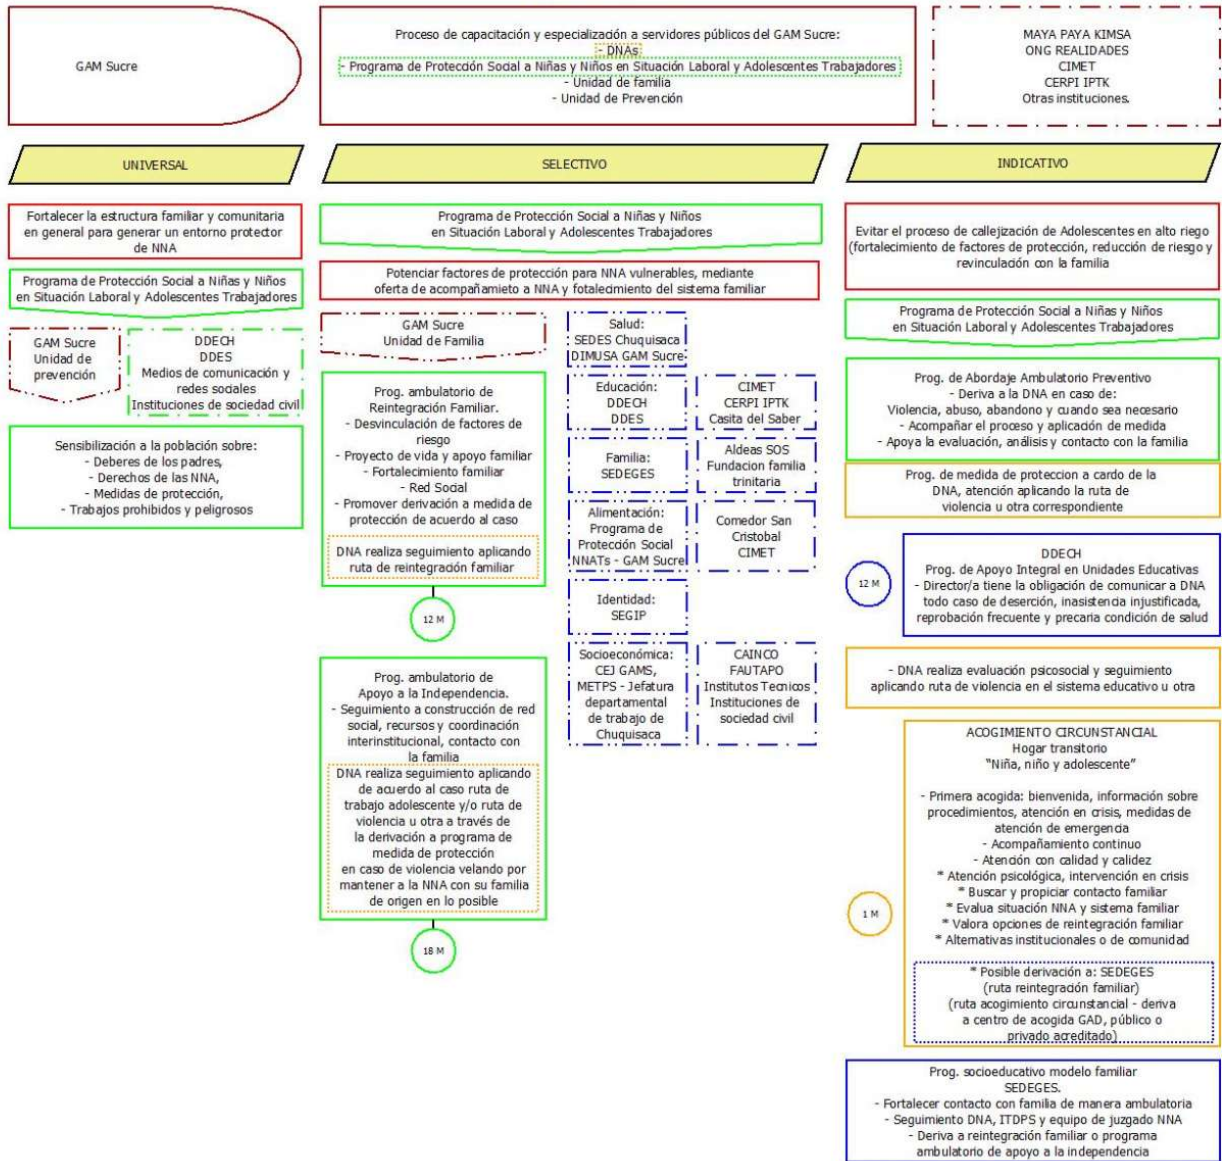 GAM Sucre
Proceso de capacitación y especialización a servidores públicos del GAM Sucre:
- DNAs
- Programa de Protección Social a Niñas y Niños en Situación Laboral y Adolescentes Trabajadores
- Unidad de familia
- Unidad de Prevención
MAYA PAYA KIMSA
ONG REALIDADES
CIMET
CERPI IPTK
Otras instituciones.
UNIVERSAL
Fortalecer la estructura familiar y comunitaria
en general para generar un entorno protector
de NNA
Programa de Protección Social a Niñas y Niños
en Situación Laboral y Adolescentes Trabajadores
GAM Sucre
Unidad de
prevención
DDECH
DDES
Medios de comunicación y
redes sociales
Instituciones de sociedad civil
Sensibilización a la población sobre:
- Deberes de los padres,
- Derechos de las NNA,
- Medidas de protección,
- Trabajos prohibidos y peligrosos
SELECTIVO
Programa de Protección Social a Niñas y Niños
en Situación Laboral y Adolescentes Trabajadores
Potenciar factores de protección para NNA vulnerables, mediante
oferta de acompañamieto a NNA y fotalecimiento del sistema familiar
GAM Sucre
Unidad de Familia
Prog. ambulatorio de
Reintegración Familiar.
- Desvinculación de factores de
riesgo
- Proyecto de vida y apoyo familiar
- Fortalecimiento familiar
- Red Social
- Promover derivación a medida de
protección de acuerdo al caso
DNA realiza seguimiento aplicando
ruta de reintegración familiar
12 M
Prog. ambulatorio de
Apoyo a la Independencia.
- Seguimiento a construcción de red
social, recursos y coordinación
interinstitucional, contacto con
la familia
DNA realiza seguimiento aplicando
de acuerdo al caso ruta de
trabajo adolescente y/o ruta de
violencia u otra a través de
la derivación a programa de
medida de protección
en caso de violencia velando por
mantener a la NNA con su familia
de origen en lo posible
18 M
Salud:
SEDES Chuquisaca
DIMUSA GAM Sucre
Educación:
DDECH
DDES
CIMET
CERPI IPTK
Casita del Saber
Familia:
SEDEGES
Aldeas SOS
Fundacion familia
trinitaria
Alimentación:
Programa de
Protección Social
NNATs - GAM Sucre
Comedor San
Cristobal
CIMET
Identidad:
SEGIP
Socioeconómica:
CEJ GAMS,
METPS - Jefatura
departamental
de trabajo de
Chuquisaca
CAINCO
FAUTAPO
Institutos Tecnicos
Instituciones de
sociedad civil
INDICATIVO
Evitar el proceso de callejización de Adolescentes en alto riego
(fortalecimiento de factores de protección, reducción de riesgo y
revinculación con la familia
Programa de Protección Social a Niñas y Niños
en Situación Laboral y Adolescentes Trabajadores
Prog. de Abordaje Ambulatorio Preventivo
- Deriva a la DNA en caso de:
Violencia, abuso, abandono y cuando sea necesario
- Acompañar el proceso y aplicación de medida
- Apoya la evaluación, análisis y contacto con la familia
Prog. de medida de proteccion a cardo de la
DNA, atención aplicando la ruta de
violencia u otra correspondiente
12 M
DDECH
Prog. de Apoyo Integral en Unidades Educativas
- Director/a tiene la obligación de comunicar a DNA
todo caso de deserción, inasistencia injustificada,
reprobación frecuente y precaria condición de salud
- DNA realiza evaluación psicosocial y seguimiento
aplicando ruta de violencia en el sistema educativo u otra
1 M
ACOGIMIENTO CIRCUNSTANCIAL
Hogar transitorio
"Niña, niño y adolescente"
- Primera acogida: bienvenida, información sobre
procedimientos, atención en crisis, medidas de
atención de emergencia
- Acompañamiento continuo
- Atención con calidad y calidez
* Atención psicológica, intervención en crisis
* Buscar y propiciar contacto familiar
* Evalua situación NNA y sistema familiar
* Valora opciones de reintegración familiar
* Alternativas institucionales o de comunidad
* Posible derivación a: SEDEGES
(ruta reintegración familiar)
(ruta acogimiento circunstancial - deriva
a centro de acogida GAD, público o
privado acreditado)
Prog. socioeducativo modelo familiar
SEDEGES.
- Fortalecer contacto con familia de manera ambulatoria
- Seguimiento DNA, ITDPS y equipo de juzgado NNA
- Deriva a reintegración familiar o programa
ambulatorio de apoyo a la independencia